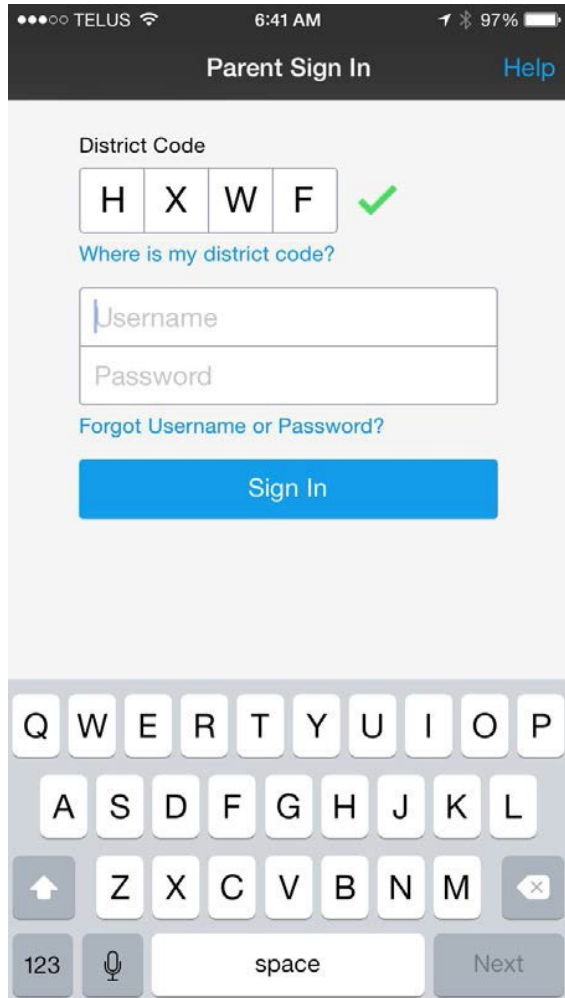 TELUS 6:41 AM 97%
Parent Sign In Help
District Code
H X W F
Where is my district code?
Username
Password
Forgot Username or Password?
Sign In
Q W E R T Y U I O P
A S D F G H J K L
Z X C V B N M
123 space Next